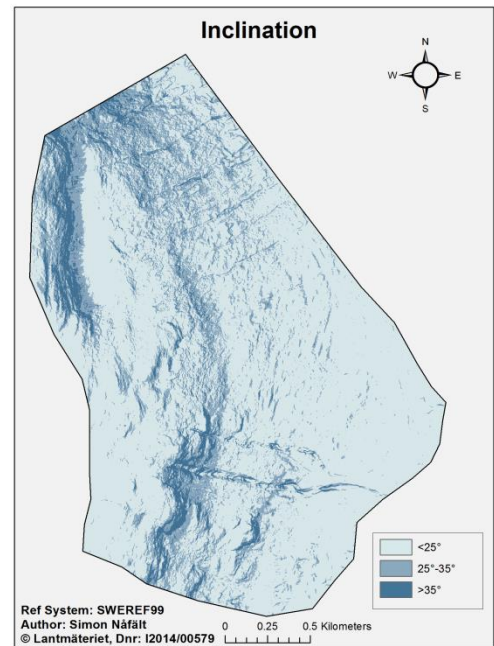 Inclination
N
W E
S
<25°
25°-35°
>35°
Ref System: SWEREF99
Author: Simon Nåfält
© Lantmäteriet, Dnr: I2014/00579
0 0.25 0.5 Kilometers